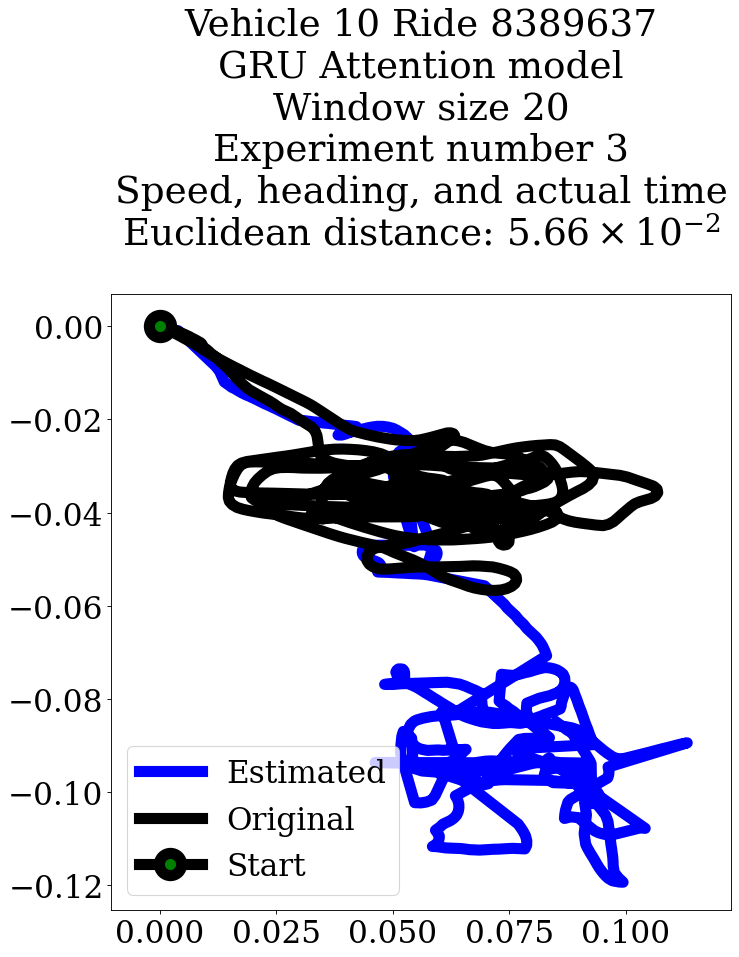 Vehicle 10 Ride 8389637
GRU Attention model
Window size 20
Experiment number 3
Speed, heading, and actual time
Euclidean distance: 5.66 × 10⁻²
0.00
−0.02
−0.04
−0.06
−0.08
−0.10
−0.12
Estimated
Original
Start
0.000 0.025 0.050 0.075 0.100